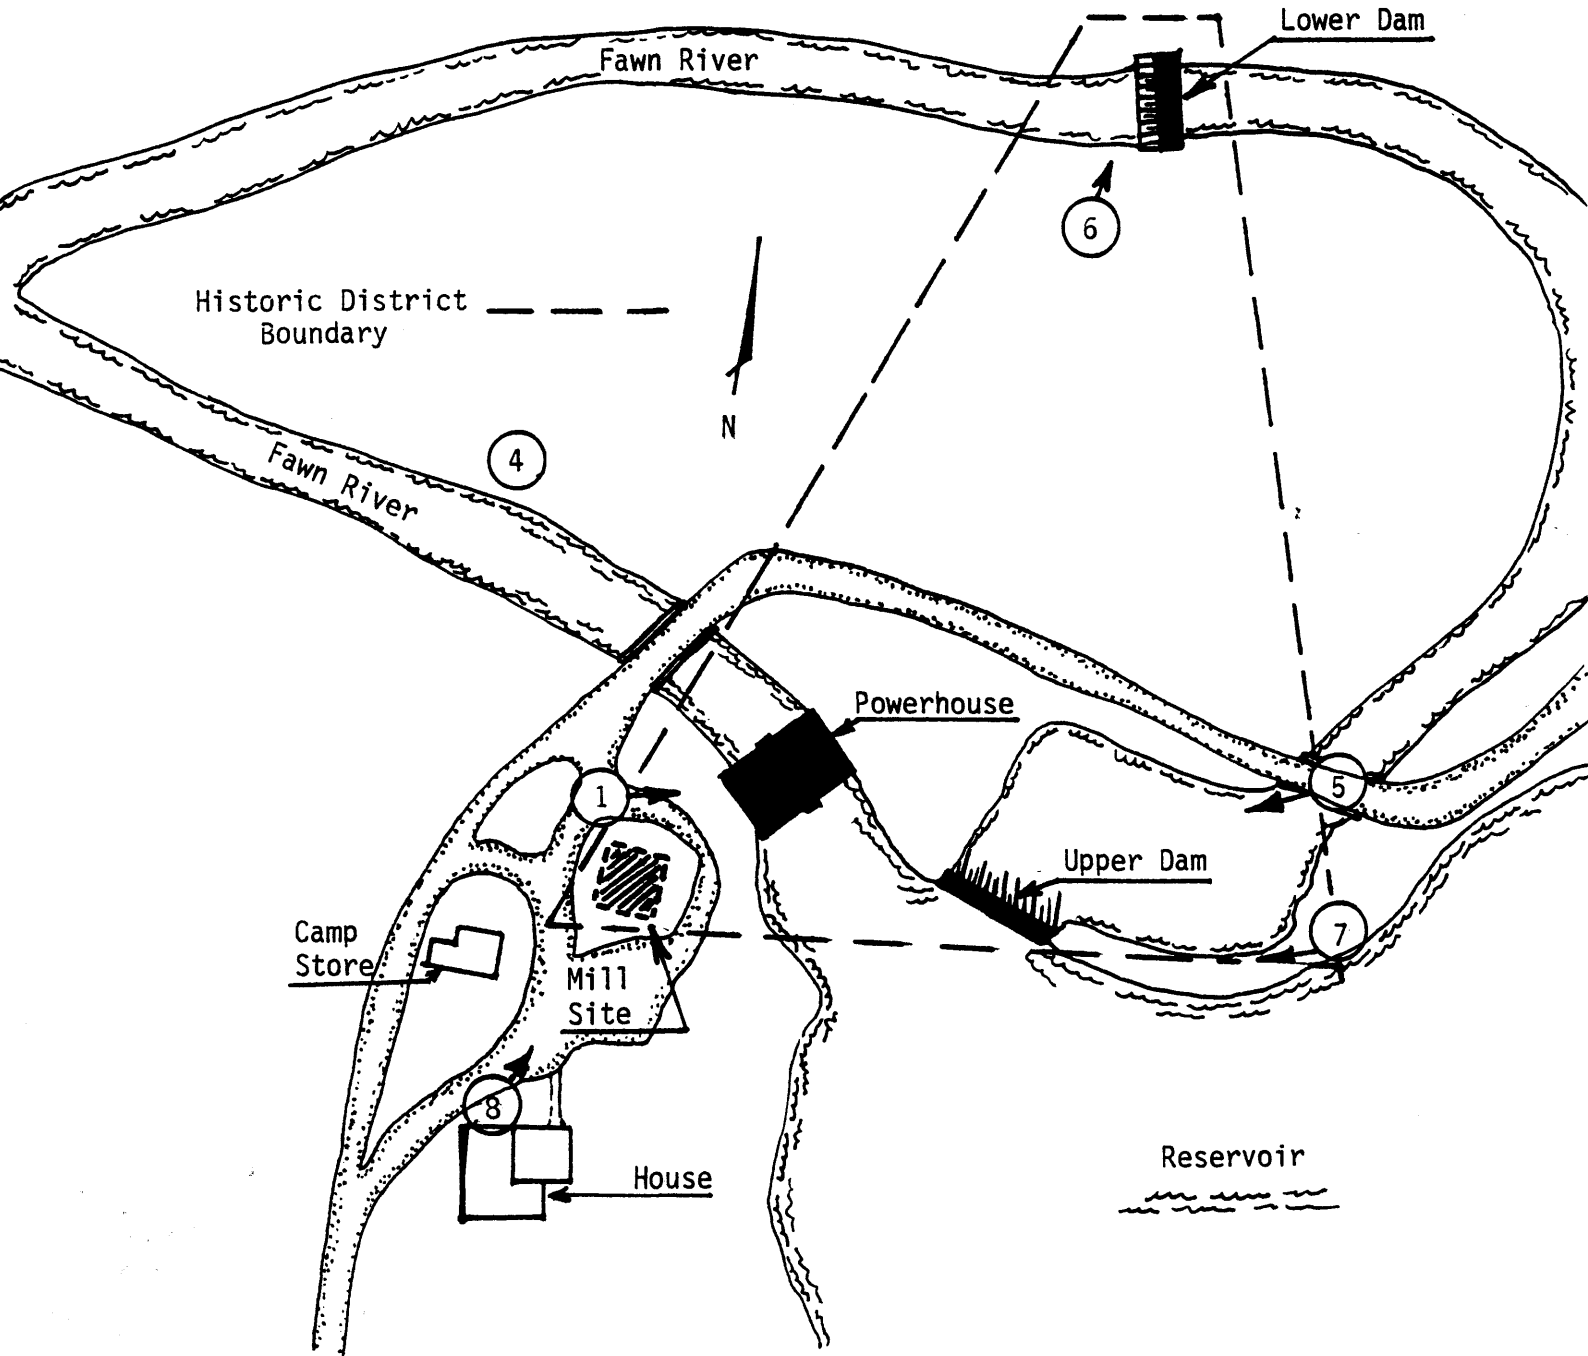 Lower Dam
Fawn River
6
Historic District
Boundary
N
4
Fawn River
Powerhouse
5
1
Upper Dam
7
Camp
Store
Mill
Site
8
Reservoir
House